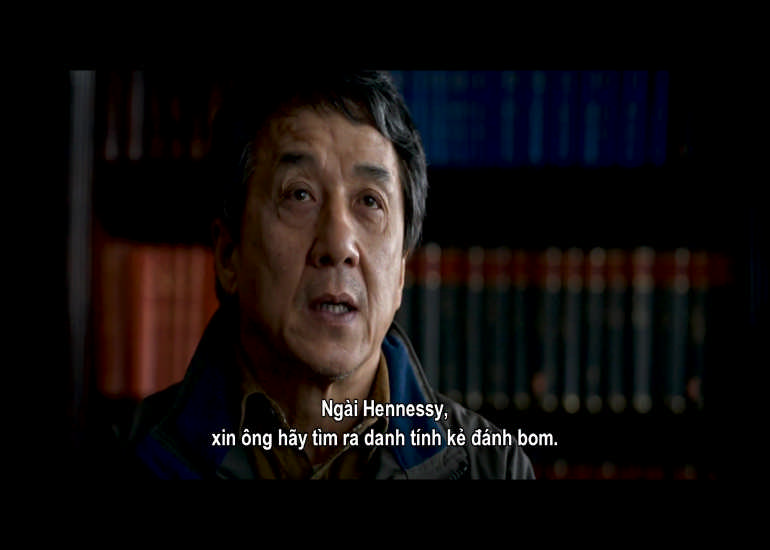 Ngài Hennessy,
xin ông hãy tìm ra danh tính kẻ đánh bom.